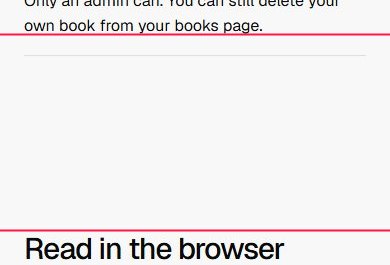 Only an admin can. You can still delete your
own book from your books page.
Read in the browser